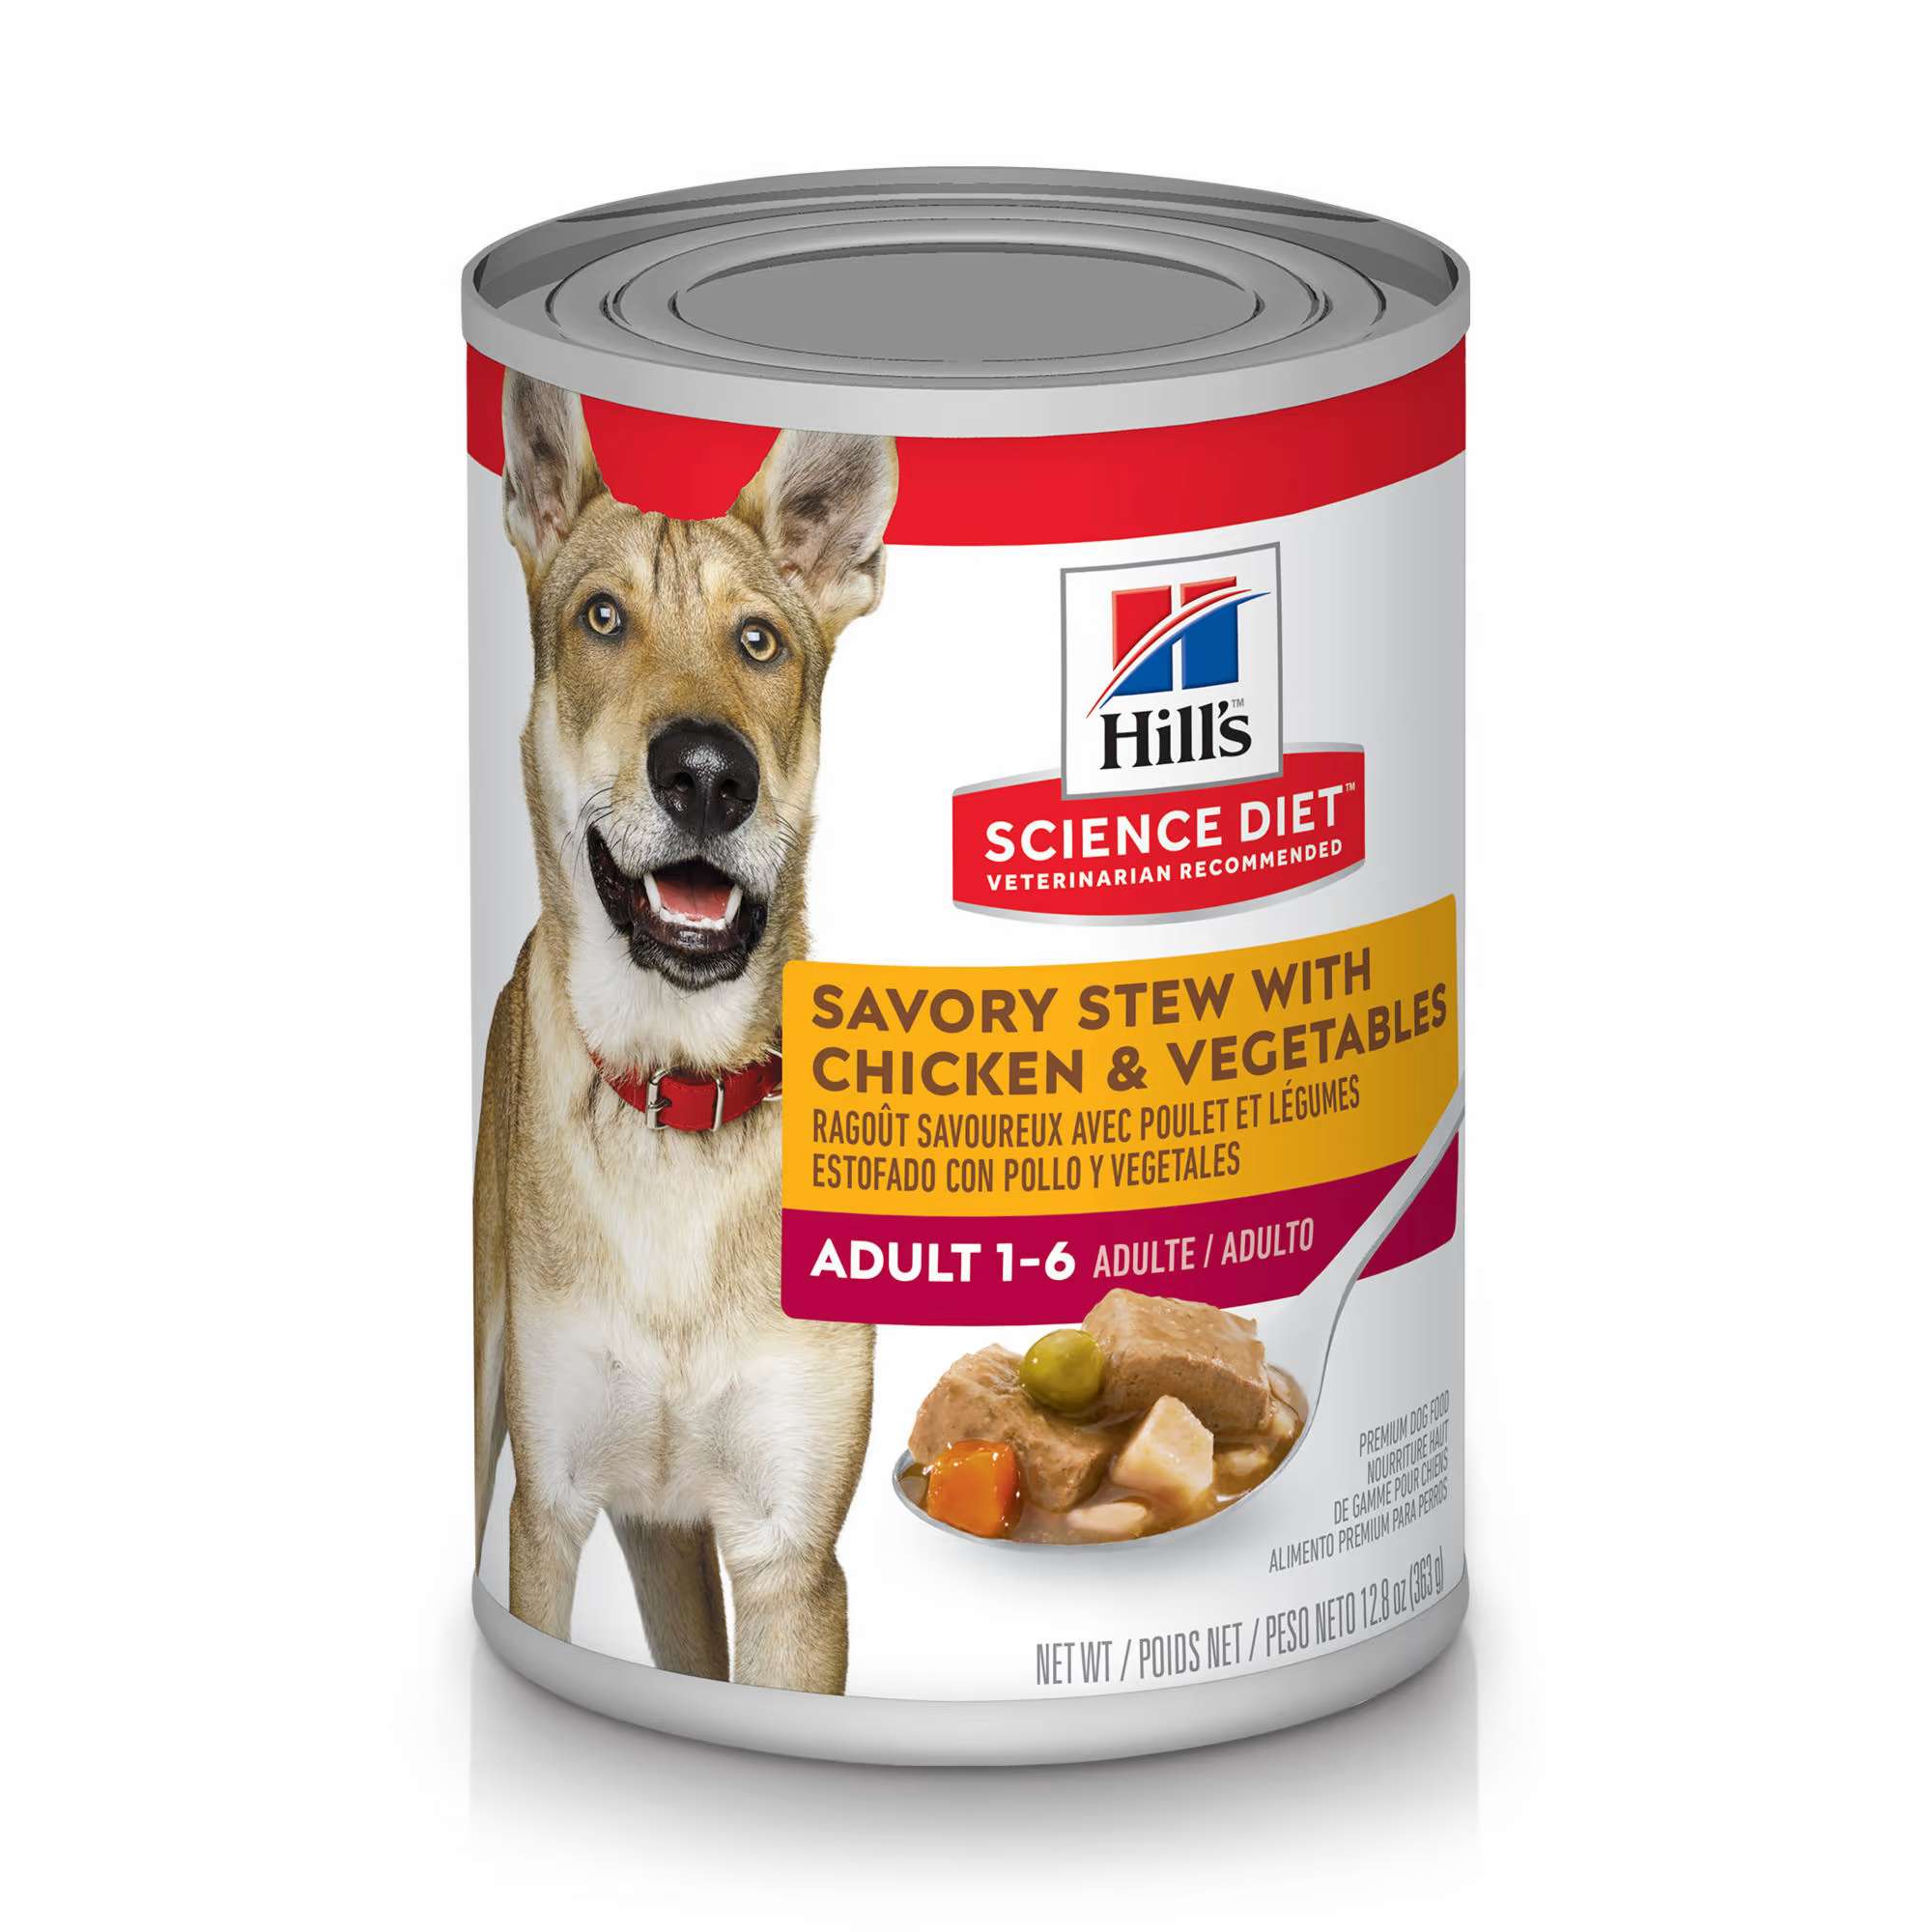 Hill's™
SCIENCE DIET™
VETERINARIAN RECOMMENDED
SAVORY STEW WITH
CHICKEN & VEGETABLES
RAGOÛT SAVOUREUX AVEC POULET ET LÉGUMES
ESTOFADO CON POLLO Y VEGETALES
ADULT 1-6 ADULTE / ADULTO
PREMIUM DOG FOOD
NOURRITURE HAUT
DE GAMME POUR CHIENS
ALIMENTO PREMIUM PARA PERROS
NET WT / POIDS NET / PESO NETO 12.8 oz (363 g)